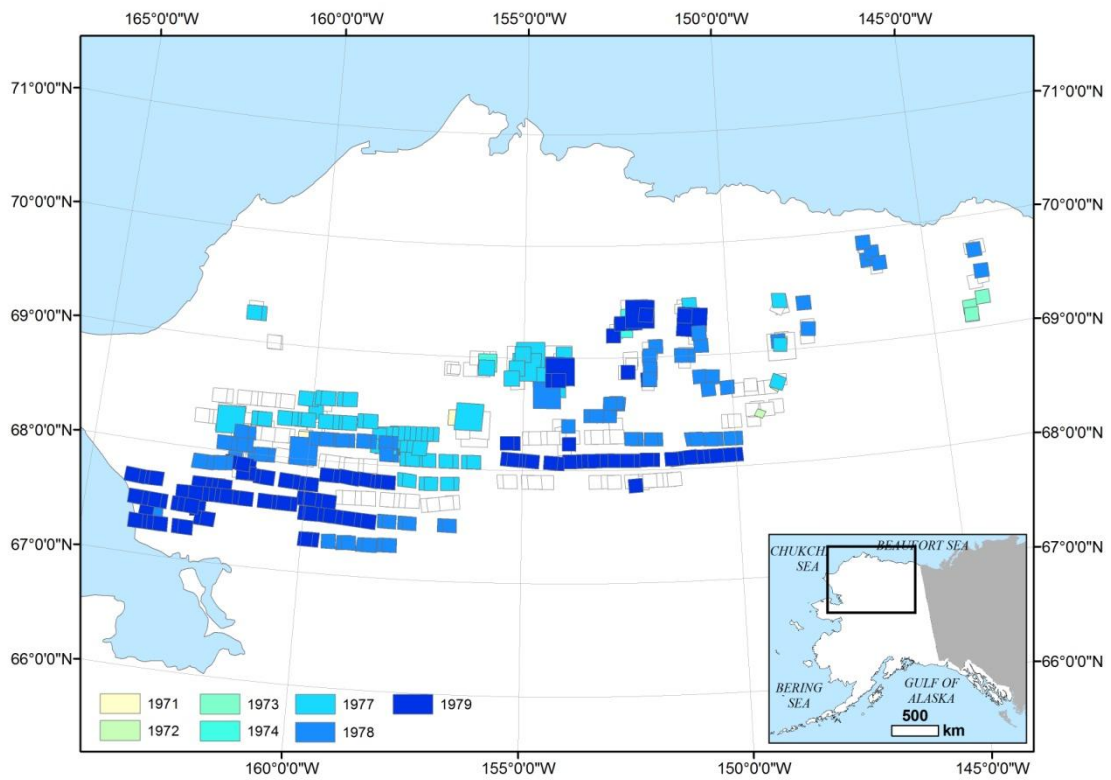 165°0'0"W 160°0'0"W 155°0'0"W 150°0'0"W 145°0'0"W
71°0'0"N 71°0'0"N
70°0'0"N 70°0'0"N
69°0'0"N 69°0'0"N
68°0'0"N 68°0'0"N
67°0'0"N 67°0'0"N
66°0'0"N 66°0'0"N
1971 1973 1977 1979
1972 1974 1978
CHUKCH SEA
BEAUFORT SEA
BERING SEA
GULF OF ALASKA
500
km
160°0'0"W 155°0'0"W 150°0'0"W 145°0'0"W